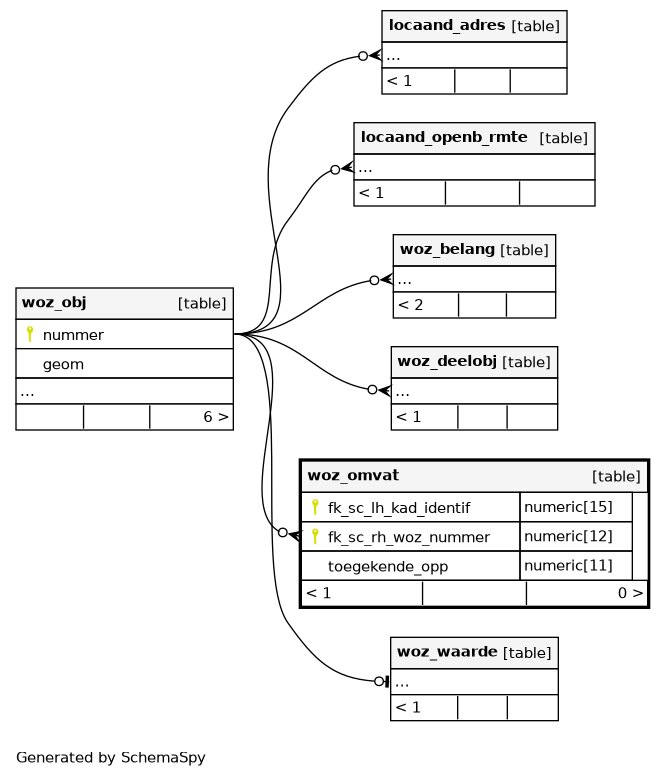 locaand_adres [table]
...
< 1
locaand_openb_rmte [table]
...
< 1
woz_belang [table]
...
< 2
woz_obj [table]
nummer
geom
...
6 >
woz_deelobj [table]
...
< 1
woz_omvat [table]
fk_sc_lh_kad_identif numeric[15]
fk_sc_rh_woz_nummer numeric[12]
toegekende_opp numeric[11]
< 1 0 >
woz_waarde [table]
...
< 1
Generated by SchemaSpy